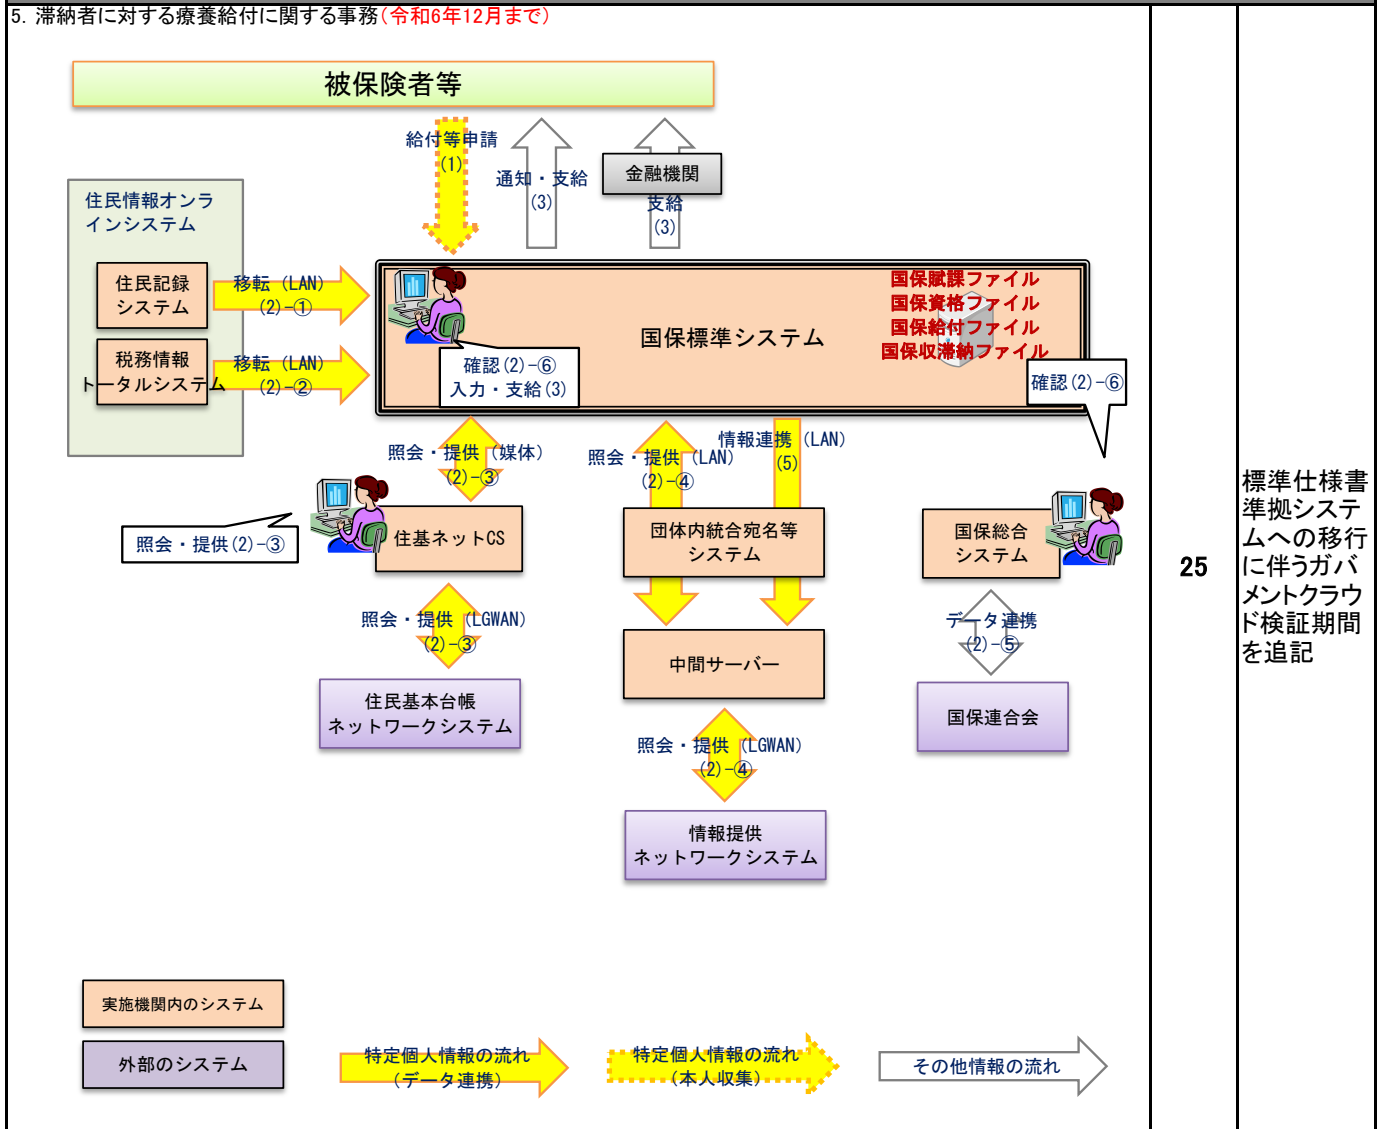 5. 滞納者に対する療養給付に関する事務(令和6年12月まで)
被保険者等
給付等申請
(1)
通知・支給
(3)
金融機関
支給
(3)
住民情報オンラ
インシステム
住民記録
システム
移転 (LAN)
(2)-①
税務情報
トータルシステム
移転 (LAN)
(2)-②
国保標準システム
国保賦課ファイル
国保資格ファイル
国保給付ファイル
国保収滞納ファイル
確認(2)-⑥
入力・支給(3)
確認(2)-⑥
照会・提供 (媒体)
(2)-③
照会・提供 (LAN)
(2)-④
情報連携 (LAN)
(5)
照会・提供(2)-③
住基ネットCS
団体内統合宛名等
システム
国保総合
システム
照会・提供 (LGWAN)
(2)-③
中間サーバー
データ連携
(2)-⑤
住民基本台帳
ネットワークシステム
国保連合会
照会・提供 (LGWAN)
(2)-④
情報提供
ネットワークシステム
実施機関内のシステム
外部のシステム
特定個人情報の流れ
(データ連携)
特定個人情報の流れ
(本人収集)
その他情報の流れ
25
標準仕様書
準拠システ
ムへの移行
に伴うガバ
メントクラウ
ド検証期間
を追記